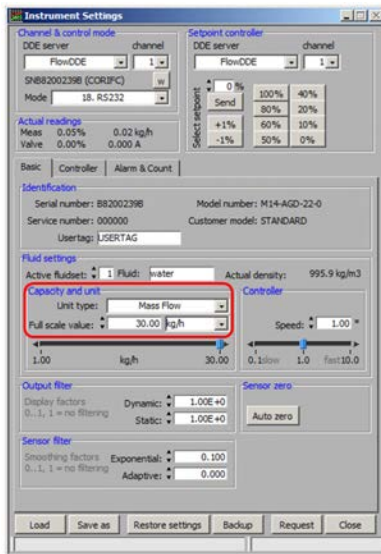 Instrument Settings
Channel & control mode
DDE server channel
FlowDDE 1
SNB8200239B (CORIFC) w
Mode 18. RS232
Setpoint controller
DDE server channel
FlowDDE 1
Select setpoint
0 %
Send
+1%
-1%
100% 40%
80% 20%
60% 10%
50% 0%
Actual readings
Meas 0.05% 0.02 kg/h
Valve 0.00% 0.000 A
Basic Controller Alarm & Count
Identification
Serial number: B8200239B Model number: M14-AGD-22-0
Service number: 000000 Customer model: STANDARD
Usertag: USERTAG
Fluid settings
Active fluidset: 1 Fluid: water Actual density: 995.9 kg/m3
Capacity and unit
Unit type: Mass Flow
Full scale value: 30.00 kg/h
1.00 kg/h 30.00
Controller
Speed: 1.00
0.1slow 1.0 fast10.0
Output filter
Display factors Dynamic: 1.00E+0
0..1, 1 = no filtering Static: 1.00E+0
Sensor zero
Auto zero
Sensor filter
Smoothing factors Exponential: 0.100
0..1, 1 = no filtering Adaptive: 0.000
Load Save as Restore settings Backup Request Close